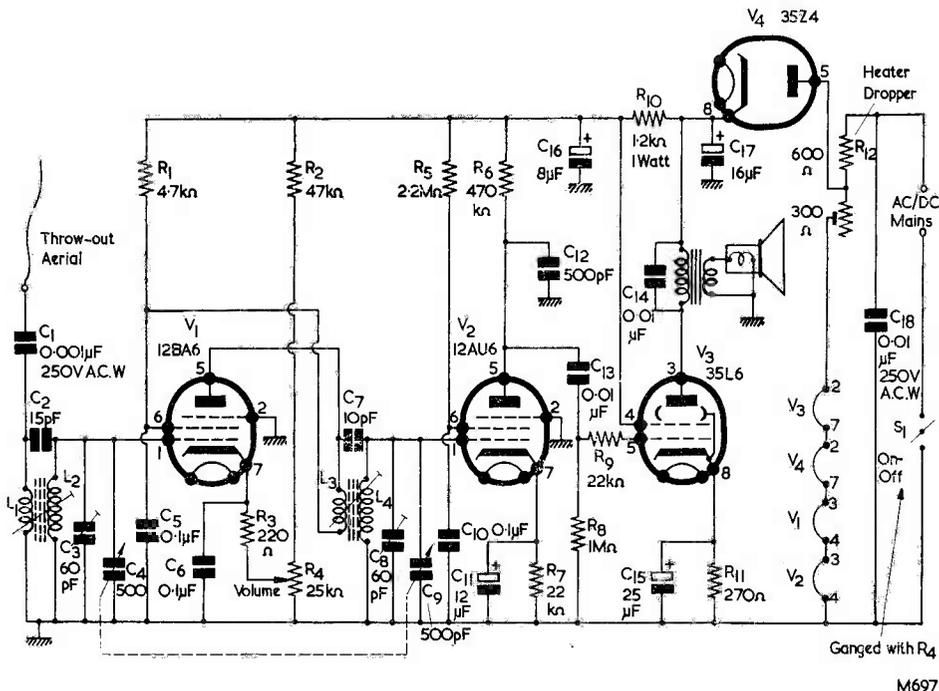 V4 35Z4
5
8
Heater
Dropper
R12
600
Ω
300
Ω
AC/DC
Mains
R10
1.2kΩ
1Watt
C16
8μF
+
C17
16μF
+
R1
4.7kΩ
R2
47kΩ
R5
2.2MΩ
R6
470
kΩ
C12
500pF
C14
0.01
μF
Throw-out
Aerial
C1
0.001μF
250V A.C.W
C2
15pF
V1
12BA6
5
6
1
2
7
C7
10pF
V2
12AU6
5
6
1
2
7
C13
0.01
μF
V3
35L6
3
4
5
8
R9
22kΩ
C18
0.01
μF
250V
A.C.W
S1
On-
Off
V3
V4
V1
V2
2
7
2
7
3
4
3
4
L1
L2
C3
60
pF
C4
500
C5
0.1μF
C6
0.1μF
R3
220
Ω
Volume
R4
25kΩ
L3
L4
C8
60
pF
C9
500pF
C10 0.1μF
C11
12
μF
+
R7
22
kΩ
R8
1MΩ
C15
25
μF
+
R11
270Ω
Ganged with R4
M697